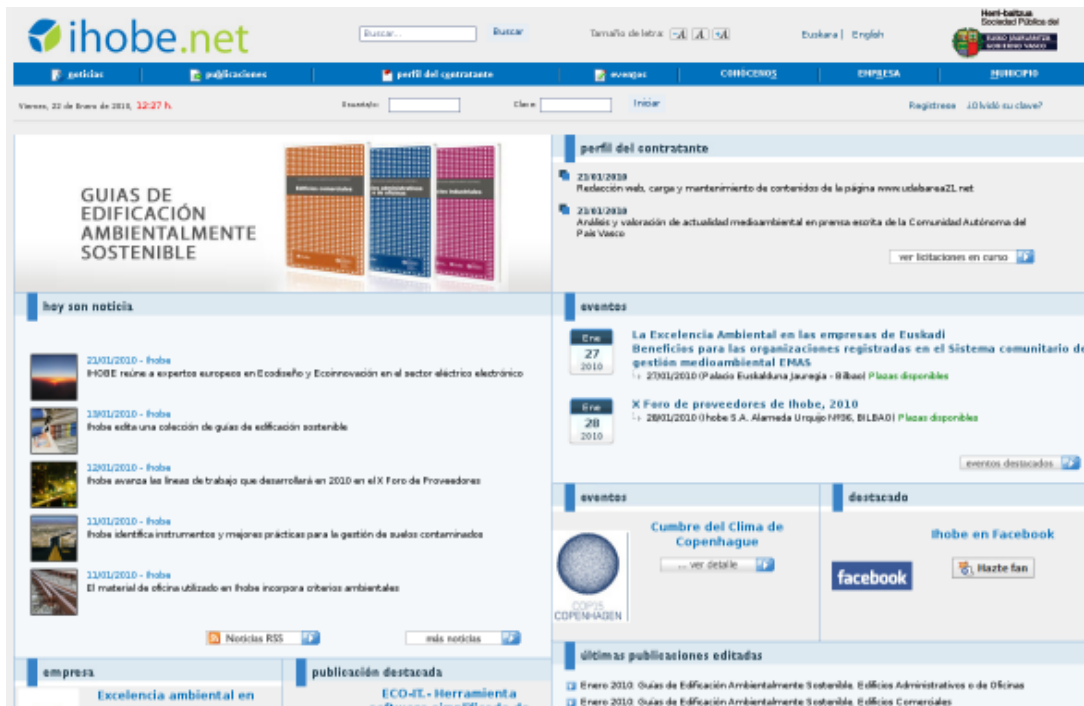 ihobe.net
Buscar...
Buscar
Tamaño de letra: -A A +A
Euskara | English
Herri-baltzua
Sociedad Pública del
EUSKO JAURLARITZA
GOBIERNO VASCO
noticias
publicaciones
perfil del contratante
eventos
CONÓCENOS
EMPRESA
MUNICIPIO
Viernes, 22 de Enero de 2010, 12:27 h.
Usuario/a:
Clave:
Iniciar
Regístrese
¿Olvidó su clave?
GUIAS DE
EDIFICACIÓN
AMBIENTALMENTE
SOSTENIBLE
Edificios comerciales
perfil del contratante
21/01/2010
Redacción web, carga y mantenimiento de contenidos de la página www.udalsarea21.net
21/01/2010
Análisis y valoración de actualidad medioambiental en prensa escrita de la Comunidad Autónoma del
País Vasco
ver licitaciones en curso
hoy son noticia
21/01/2010 - Ihobe
IHOBE reúne a expertos europeos en Ecodiseño y Ecoinnovación en el sector eléctrico electrónico
13/01/2010 - Ihobe
Ihobe edita una colección de guías de edificación sostenible
12/01/2010 - Ihobe
Ihobe avanza las líneas de trabajo que desarrollará en 2010 en el X Foro de Proveedores
11/01/2010 - Ihobe
Ihobe identifica instrumentos y mejores prácticas para la gestión de suelos contaminados
11/01/2010 - Ihobe
El material de oficina utilizado en Ihobe incorpora criterios ambientales
Noticias RSS
más noticias
eventos
Ene
27
2010
La Excelencia Ambiental en las empresas de Euskadi
Beneficios para las organizaciones registradas en el Sistema comunitario de
gestión medioambiental EMAS
27/01/2010 (Palacio Euskalduna Jauregia - Bilbao) Plazas disponibles
Ene
28
2010
X Foro de proveedores de Ihobe, 2010
28/01/2010 (Ihobe S.A. Alameda Urquijo Nº36, BILBAO) Plazas disponibles
eventos destacados
eventos
Cumbre del Clima de
Copenhague
... ver detalle
COP15
COPENHAGEN
destacado
Ihobe en Facebook
facebook
Hazte fan
últimas publicaciones editadas
Enero 2010. Guías de Edificación Ambientalmente Sostenible. Edificios Administrativos o de Oficinas
Enero 2010. Guías de Edificación Ambientalmente Sostenible. Edificios Comerciales
empresa
Excelencia ambiental en
publicación destacada
ECO-IT.- Herramienta
software simplificada de